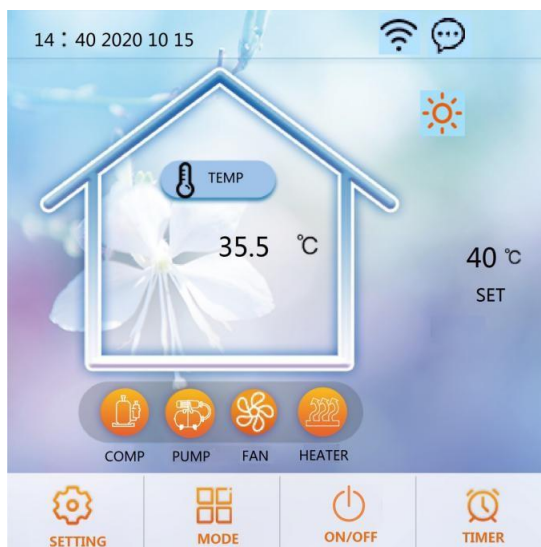 14：40 2020 10 15
TEMP
35.5 ℃
40 ℃
SET
COMP PUMP FAN HEATER
SETTING MODE ON/OFF TIMER